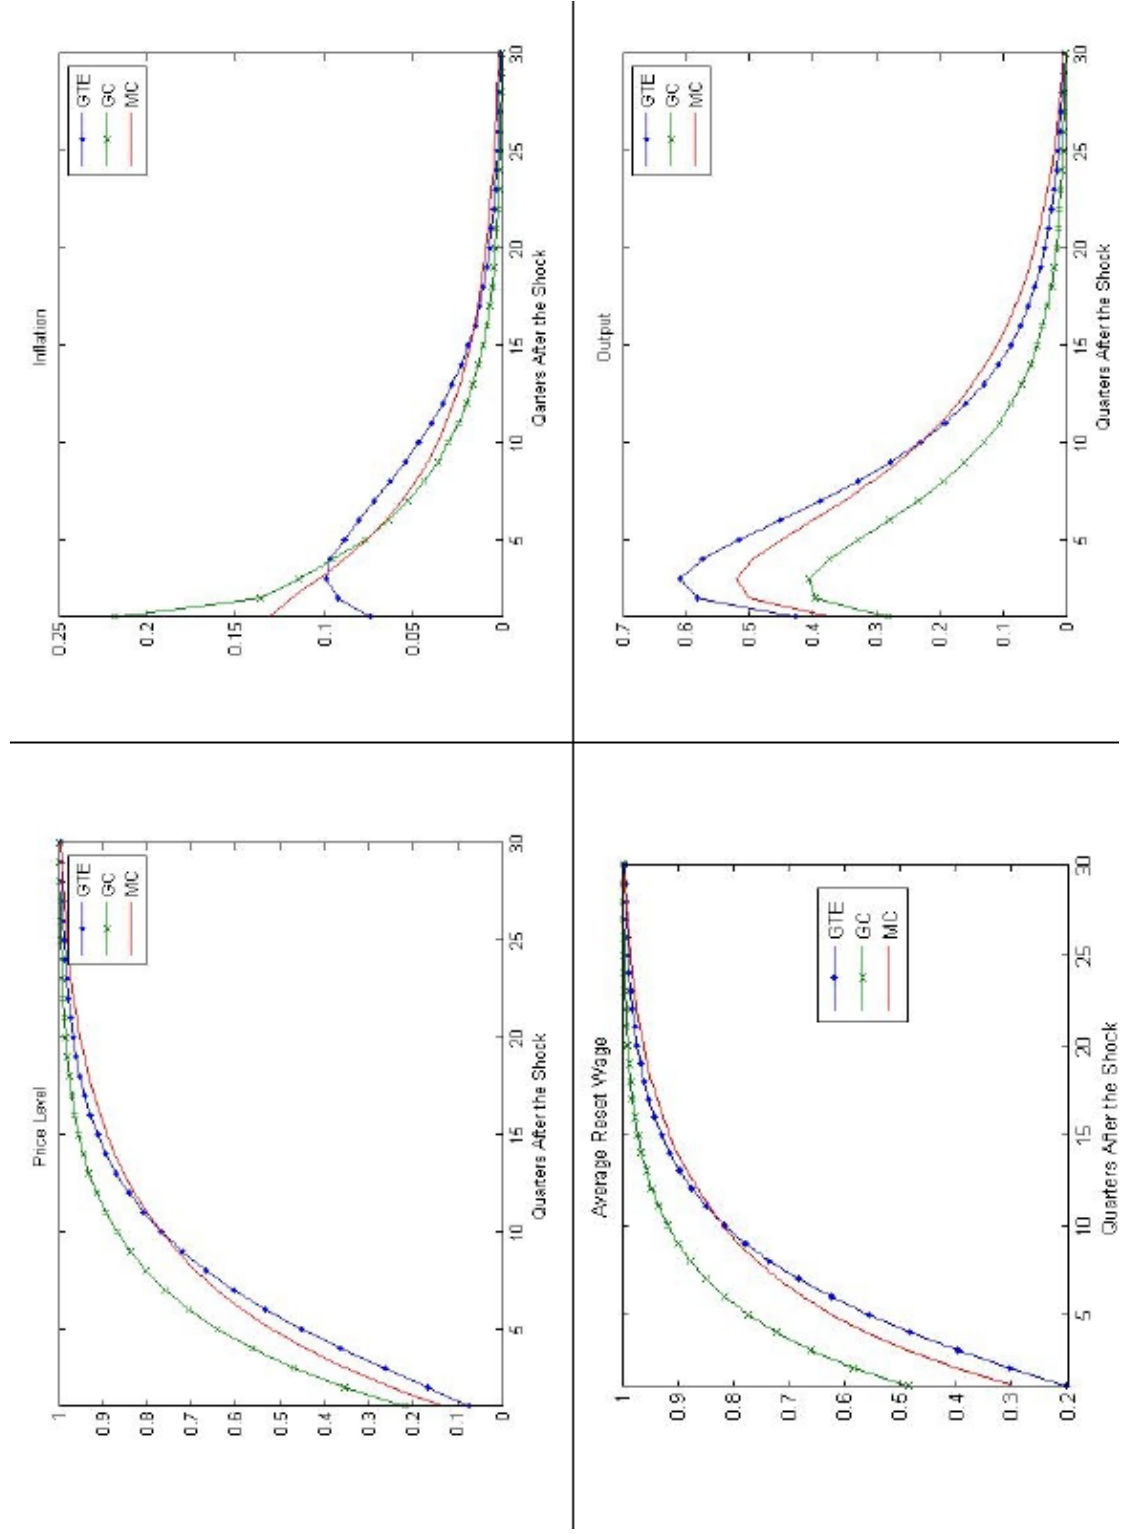 Price Level
1
0.9
0.8
0.7
0.6
0.5
0.4
0.3
0.2
0.1
0
5 10 15 20 25 30
Quarters After the Shock
GTE
GC
MC
Inflation
0.25
0.2
0.15
0.1
0.05
0
5 10 15 20 25 30
Qarters After the Shock
GTE
GC
MC
Average Reset Wage
1
0.9
0.8
0.7
0.6
0.5
0.4
0.3
0.2
5 10 15 20 25 30
Quarters After the Shock
GTE
GC
MC
Output
0.7
0.6
0.5
0.4
0.3
0.2
0.1
0
5 10 15 20 25 30
Quarters After the Shock
GTE
GC
MC